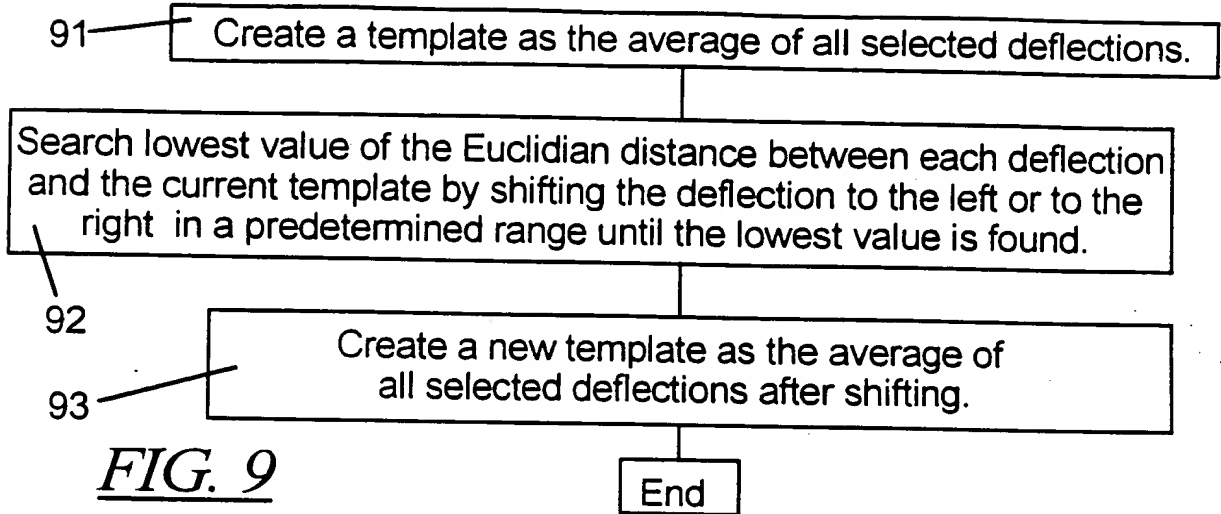 91
Create a template as the average of all selected deflections.
Search lowest value of the Euclidian distance between each deflection
and the current template by shifting the deflection to the left or to the
right in a predetermined range until the lowest value is found.
92
Create a new template as the average of
all selected deflections after shifting.
93
FIG. 9
End